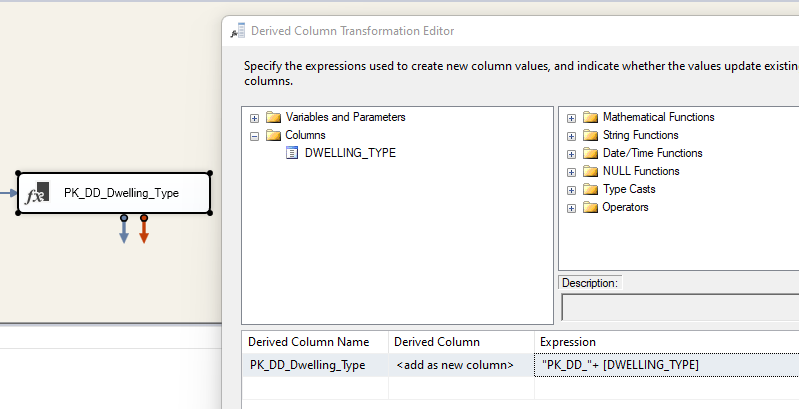 PK_DD_Dwelling_Type
Derived Column Transformation Editor
Specify the expressions used to create new column values, and indicate whether the values update existin
columns.
Variables and Parameters
Columns
DWELLING_TYPE
Mathematical Functions
String Functions
Date/Time Functions
NULL Functions
Type Casts
Operators
Description:
Derived Column Name Derived Column Expression
PK_DD_Dwelling_Type <add as new column> "PK_DD_"+ [DWELLING_TYPE]